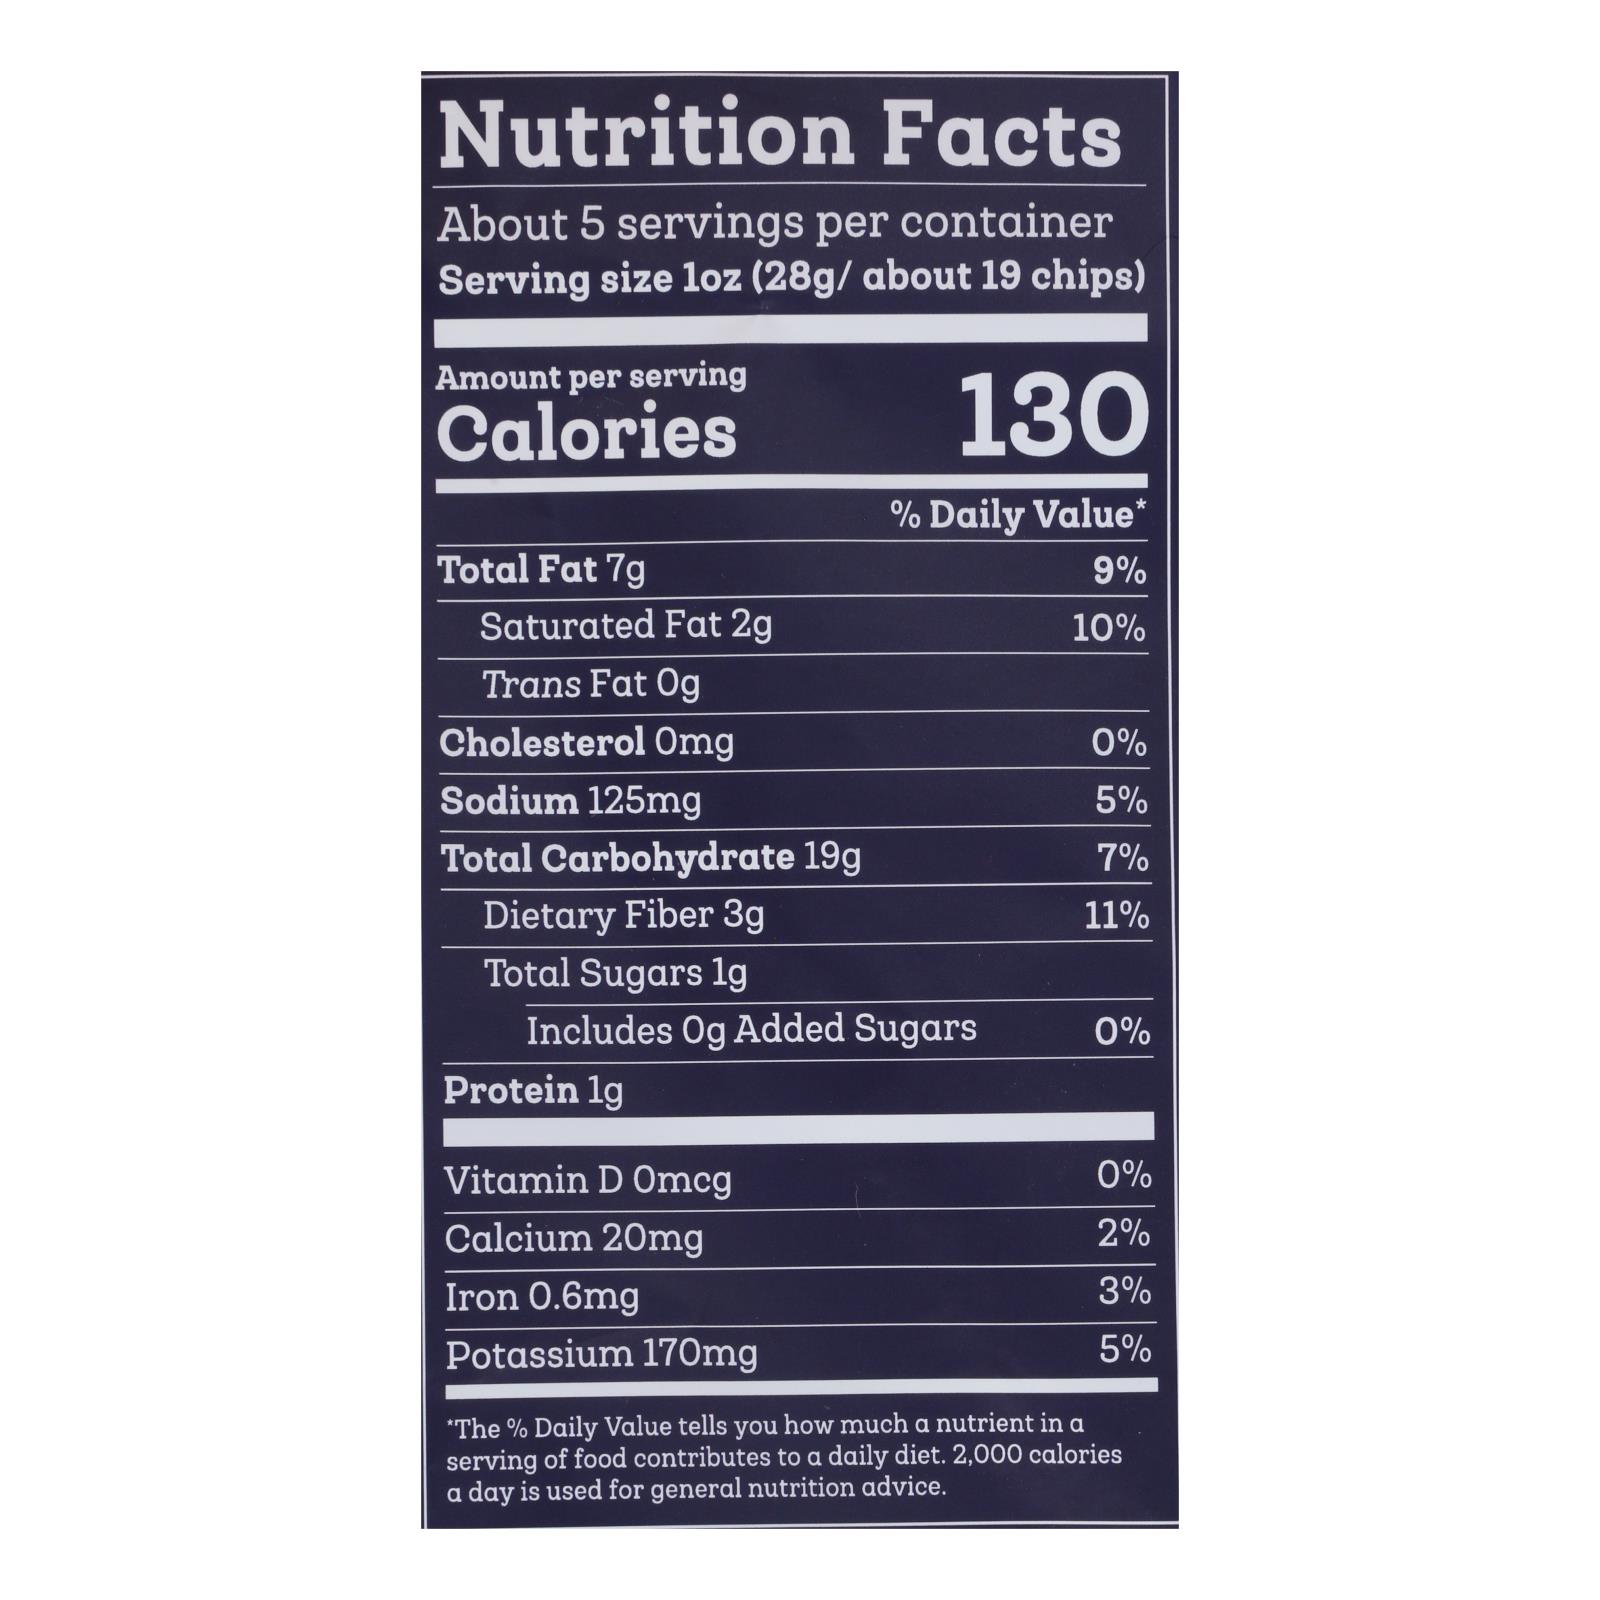 Nutrition Facts
About 5 servings per container
Serving size 1oz (28g/ about 19 chips)
Amount per serving
Calories 130
% Daily Value*
Total Fat 7g 9%
Saturated Fat 2g 10%
Trans Fat 0g
Cholesterol 0mg 0%
Sodium 125mg 5%
Total Carbohydrate 19g 7%
Dietary Fiber 3g 11%
Total Sugars 1g
Includes 0g Added Sugars 0%
Protein 1g
Vitamin D 0mcg 0%
Calcium 20mg 2%
Iron 0.6mg 3%
Potassium 170mg 5%
*The % Daily Value tells you how much a nutrient in a
serving of food contributes to a daily diet. 2,000 calories
a day is used for general nutrition advice.